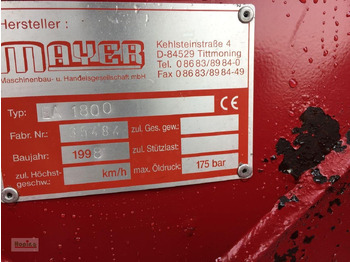 Hersteller :
MAYER
Maschinenbau- u. Handelsgesellschaft mbH
Kehlsteinstraße 4
D-84529 Tittmoning
Tel. 0 86 83/89 84-0
Fax 0 86 83/89 84-49
Typ: 1800
Fabr. Nr.: zul. Ges. gew.:
Baujahr: 199 zul. Stützlast:
zul. Höchst-geschw.: km/h max. Öldruck: 175 bar